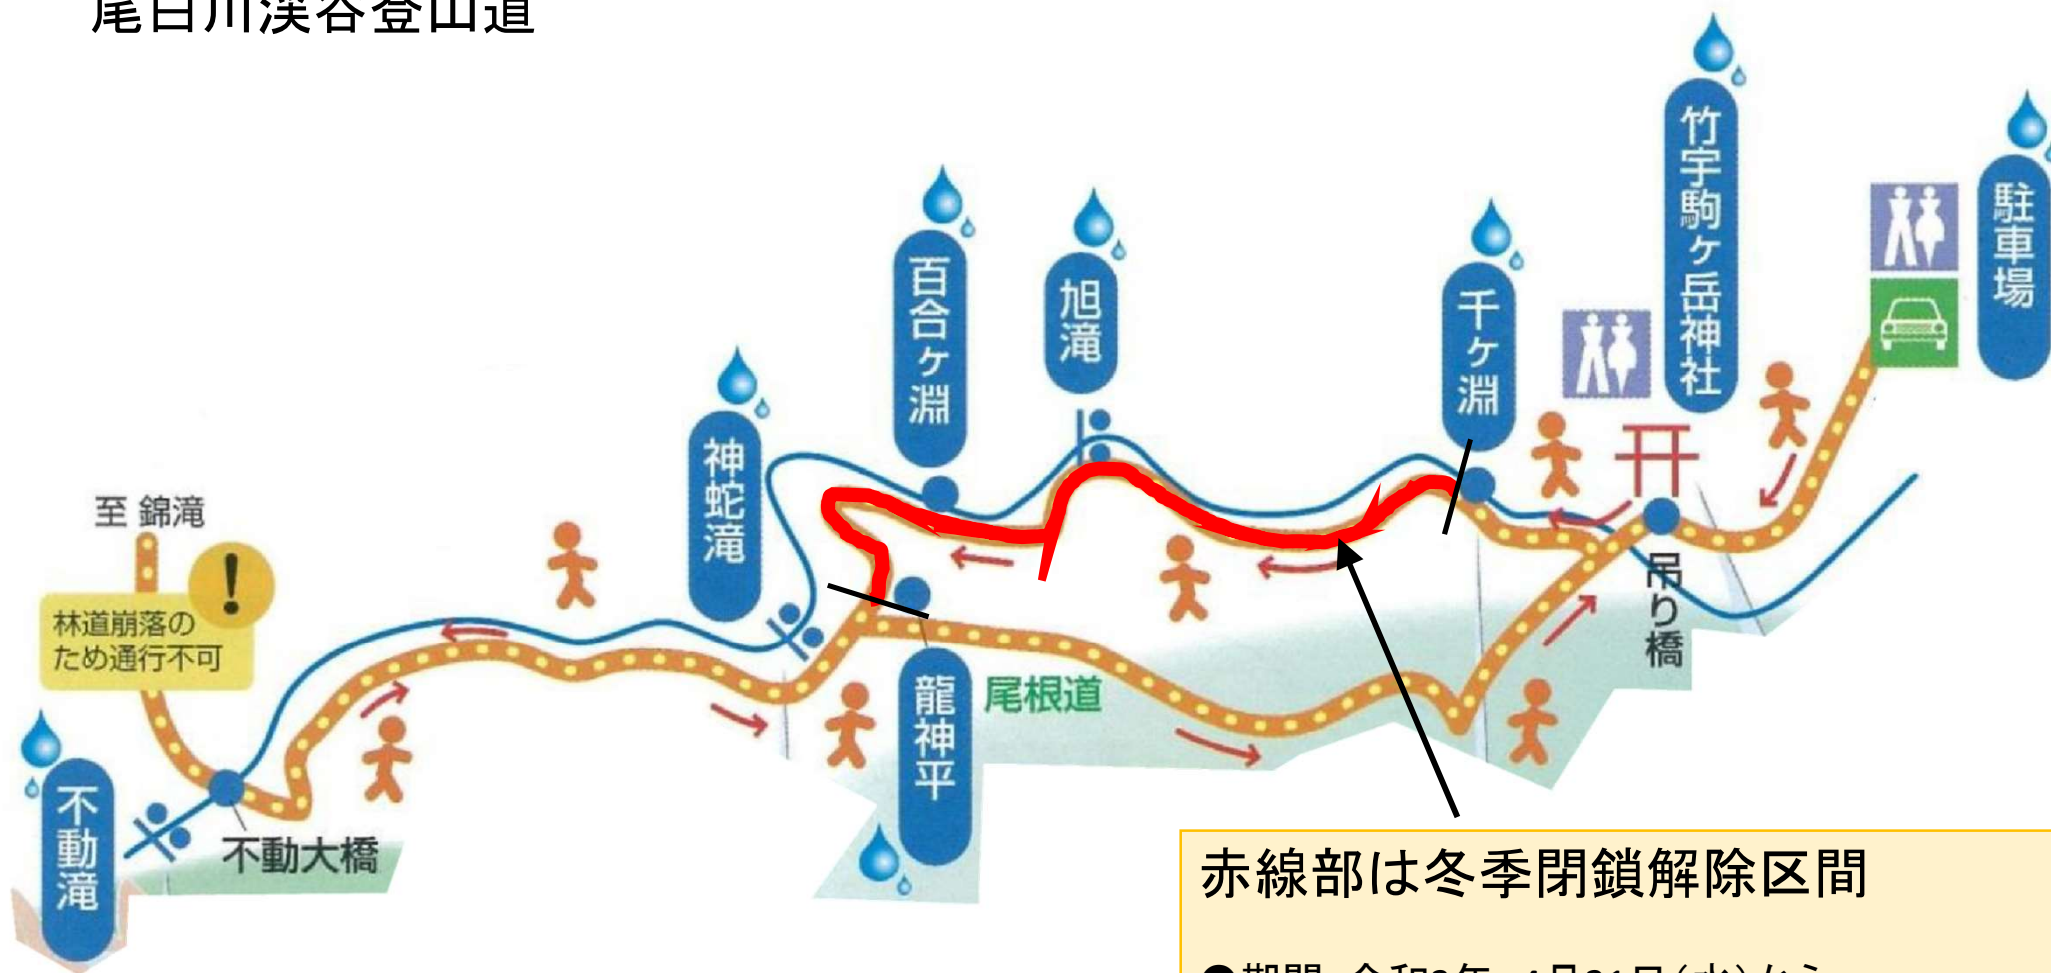 尾白川渓谷登山道
竹宇駒ヶ岳神社
駐車場
百合ヶ淵
旭滝
千ヶ淵
神蛇滝
至 錦滝
!
林道崩落の
ため通行不可
吊り橋
龍神平
尾根道
不動滝
不動大橋
赤線部は冬季閉鎖解除区間